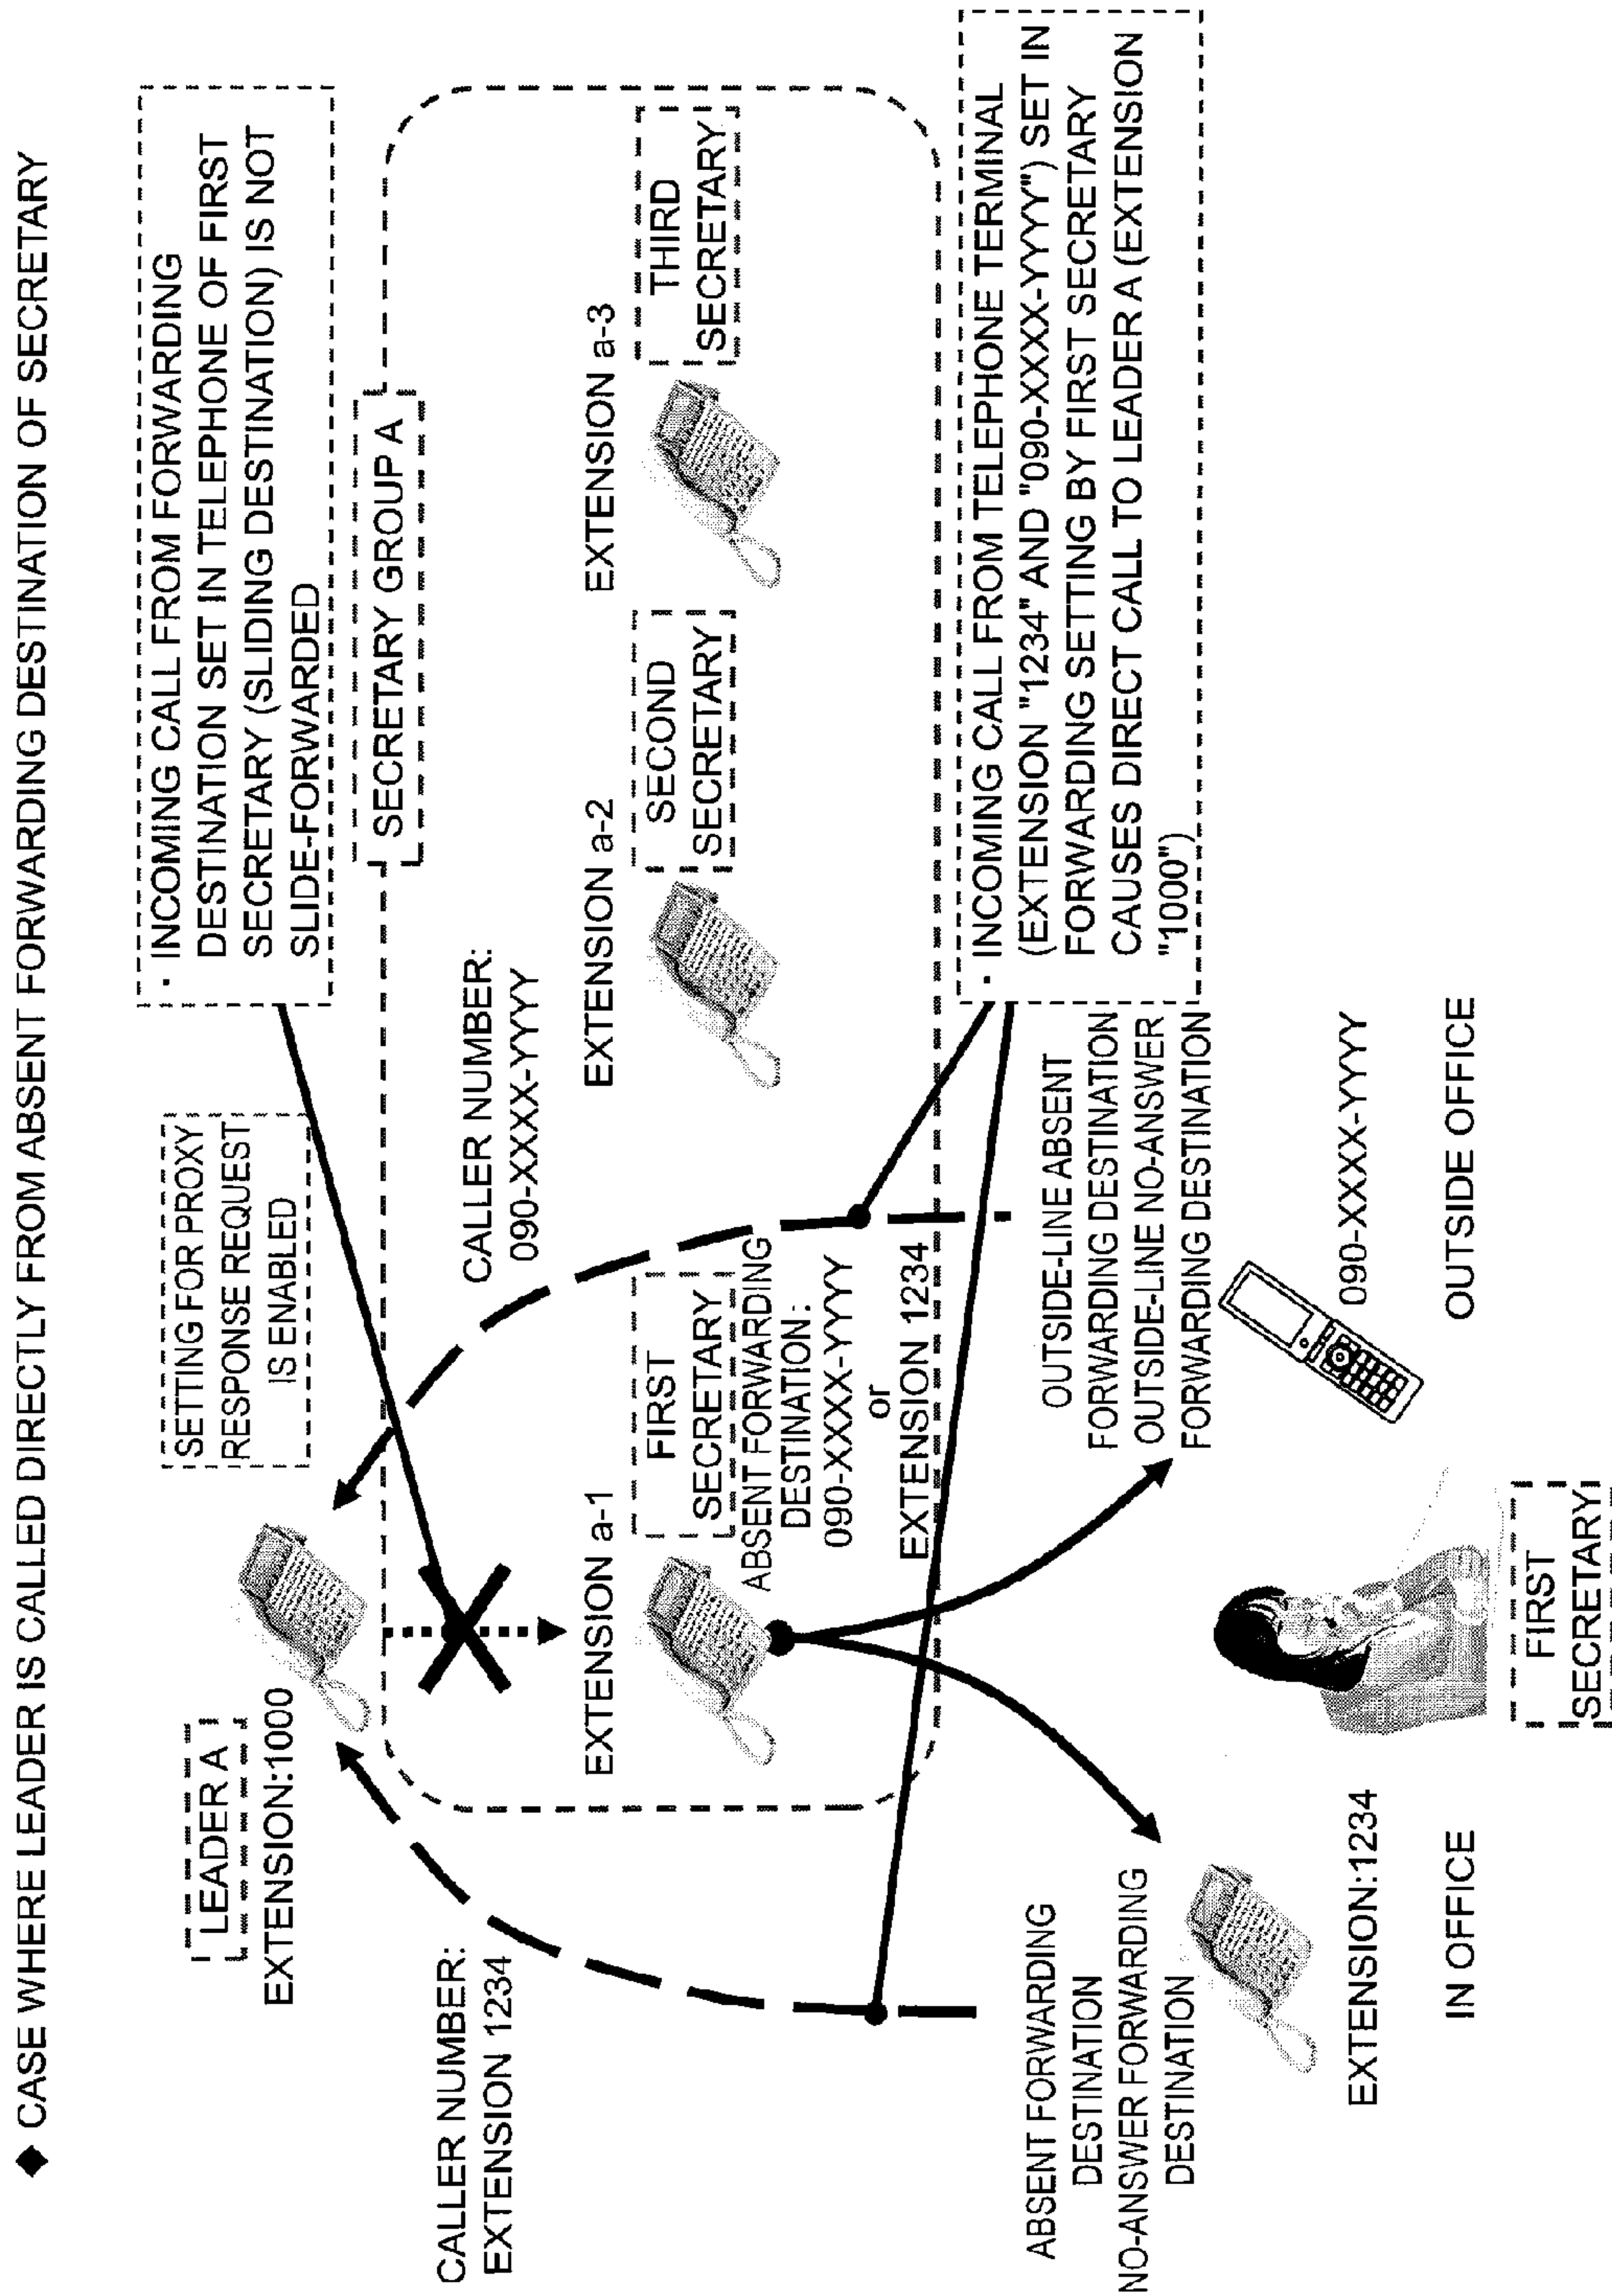 ◆ CASE WHERE LEADER IS CALLED DIRECTLY FROM ABSENT FORWARDING DESTINATION OF SECRETARY
LEADER A
EXTENSION:1000
SETTING FOR PROXY
RESPONSE REQUEST
IS ENABLED
· INCOMING CALL FROM FORWARDING
DESTINATION SET IN TELEPHONE OF FIRST
SECRETARY (SLIDING DESTINATION) IS NOT
SLIDE-FORWARDED
SECRETARY GROUP A
CALLER NUMBER:
EXTENSION 1234
CALLER NUMBER:
090-XXXX-YYYY
EXTENSION a-1
FIRST
SECRETARY
ABSENT FORWARDING
DESTINATION:
090-XXXX-YYYY
or
EXTENSION 1234
EXTENSION a-2
SECOND
SECRETARY
EXTENSION a-3
THIRD
SECRETARY
· INCOMING CALL FROM TELEPHONE TERMINAL
(EXTENSION "1234" AND "090-XXXX-YYYY") SET IN
FORWARDING SETTING BY FIRST SECRETARY
CAUSES DIRECT CALL TO LEADER A (EXTENSION
"1000")
ABSENT FORWARDING
DESTINATION
NO-ANSWER FORWARDING
DESTINATION
EXTENSION:1234
IN OFFICE
FIRST
SECRETARY
OUTSIDE-LINE ABSENT
FORWARDING DESTINATION
OUTSIDE-LINE NO-ANSWER
FORWARDING DESTINATION
090-XXXX-YYYY
OUTSIDE OFFICE